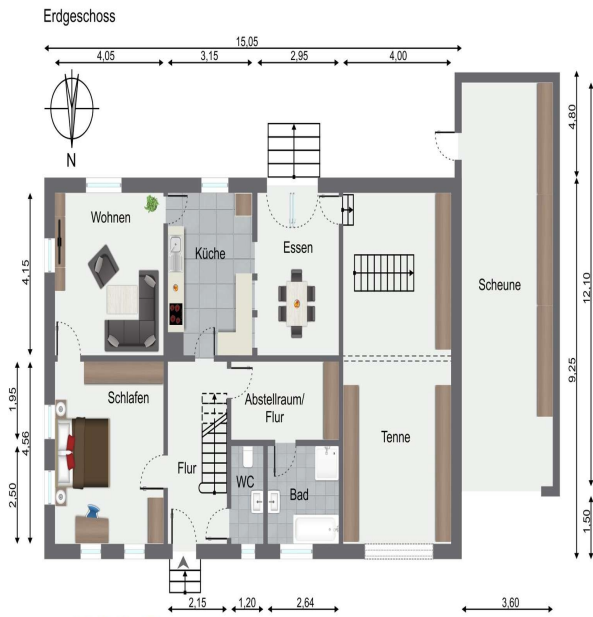 Erdgeschoss
15,05
4,05
3,15
2,95
4,00
4,80
N
Wohnen
Küche
Essen
4,15
Scheune
12,10
9,25
1,95
4,56
Schlafen
Abstellraum/
Flur
Tenne
Flur
WC
Bad
2,50
1,50
2,15
1,20
2,64
3,60